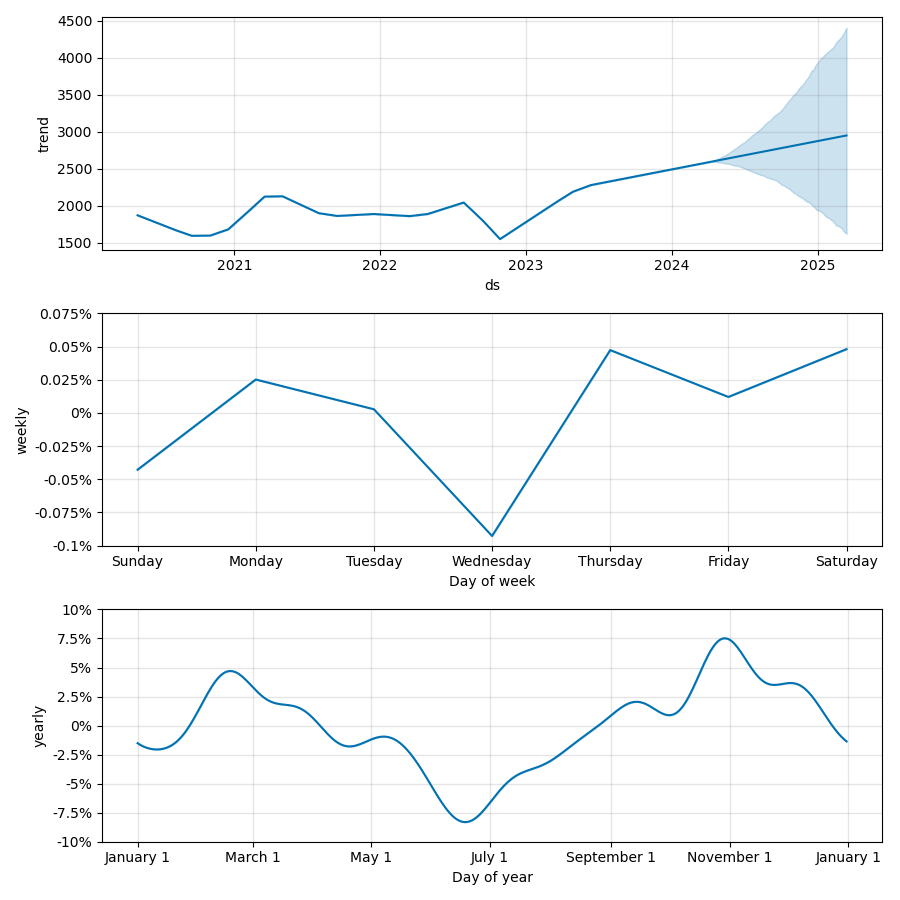 4500
4000
3500
3000
2500
2000
1500
trend
2021 2022 2023 2024 2025
ds
0.075%
0.05%
0.025%
0%
-0.025%
-0.05%
-0.075%
-0.1%
weekly
Sunday Monday Tuesday Wednesday Thursday Friday Saturday
Day of week
10%
7.5%
5%
2.5%
0%
-2.5%
-5%
-7.5%
-10%
yearly
January 1 March 1 May 1 July 1 September 1 November 1 January 1
Day of year